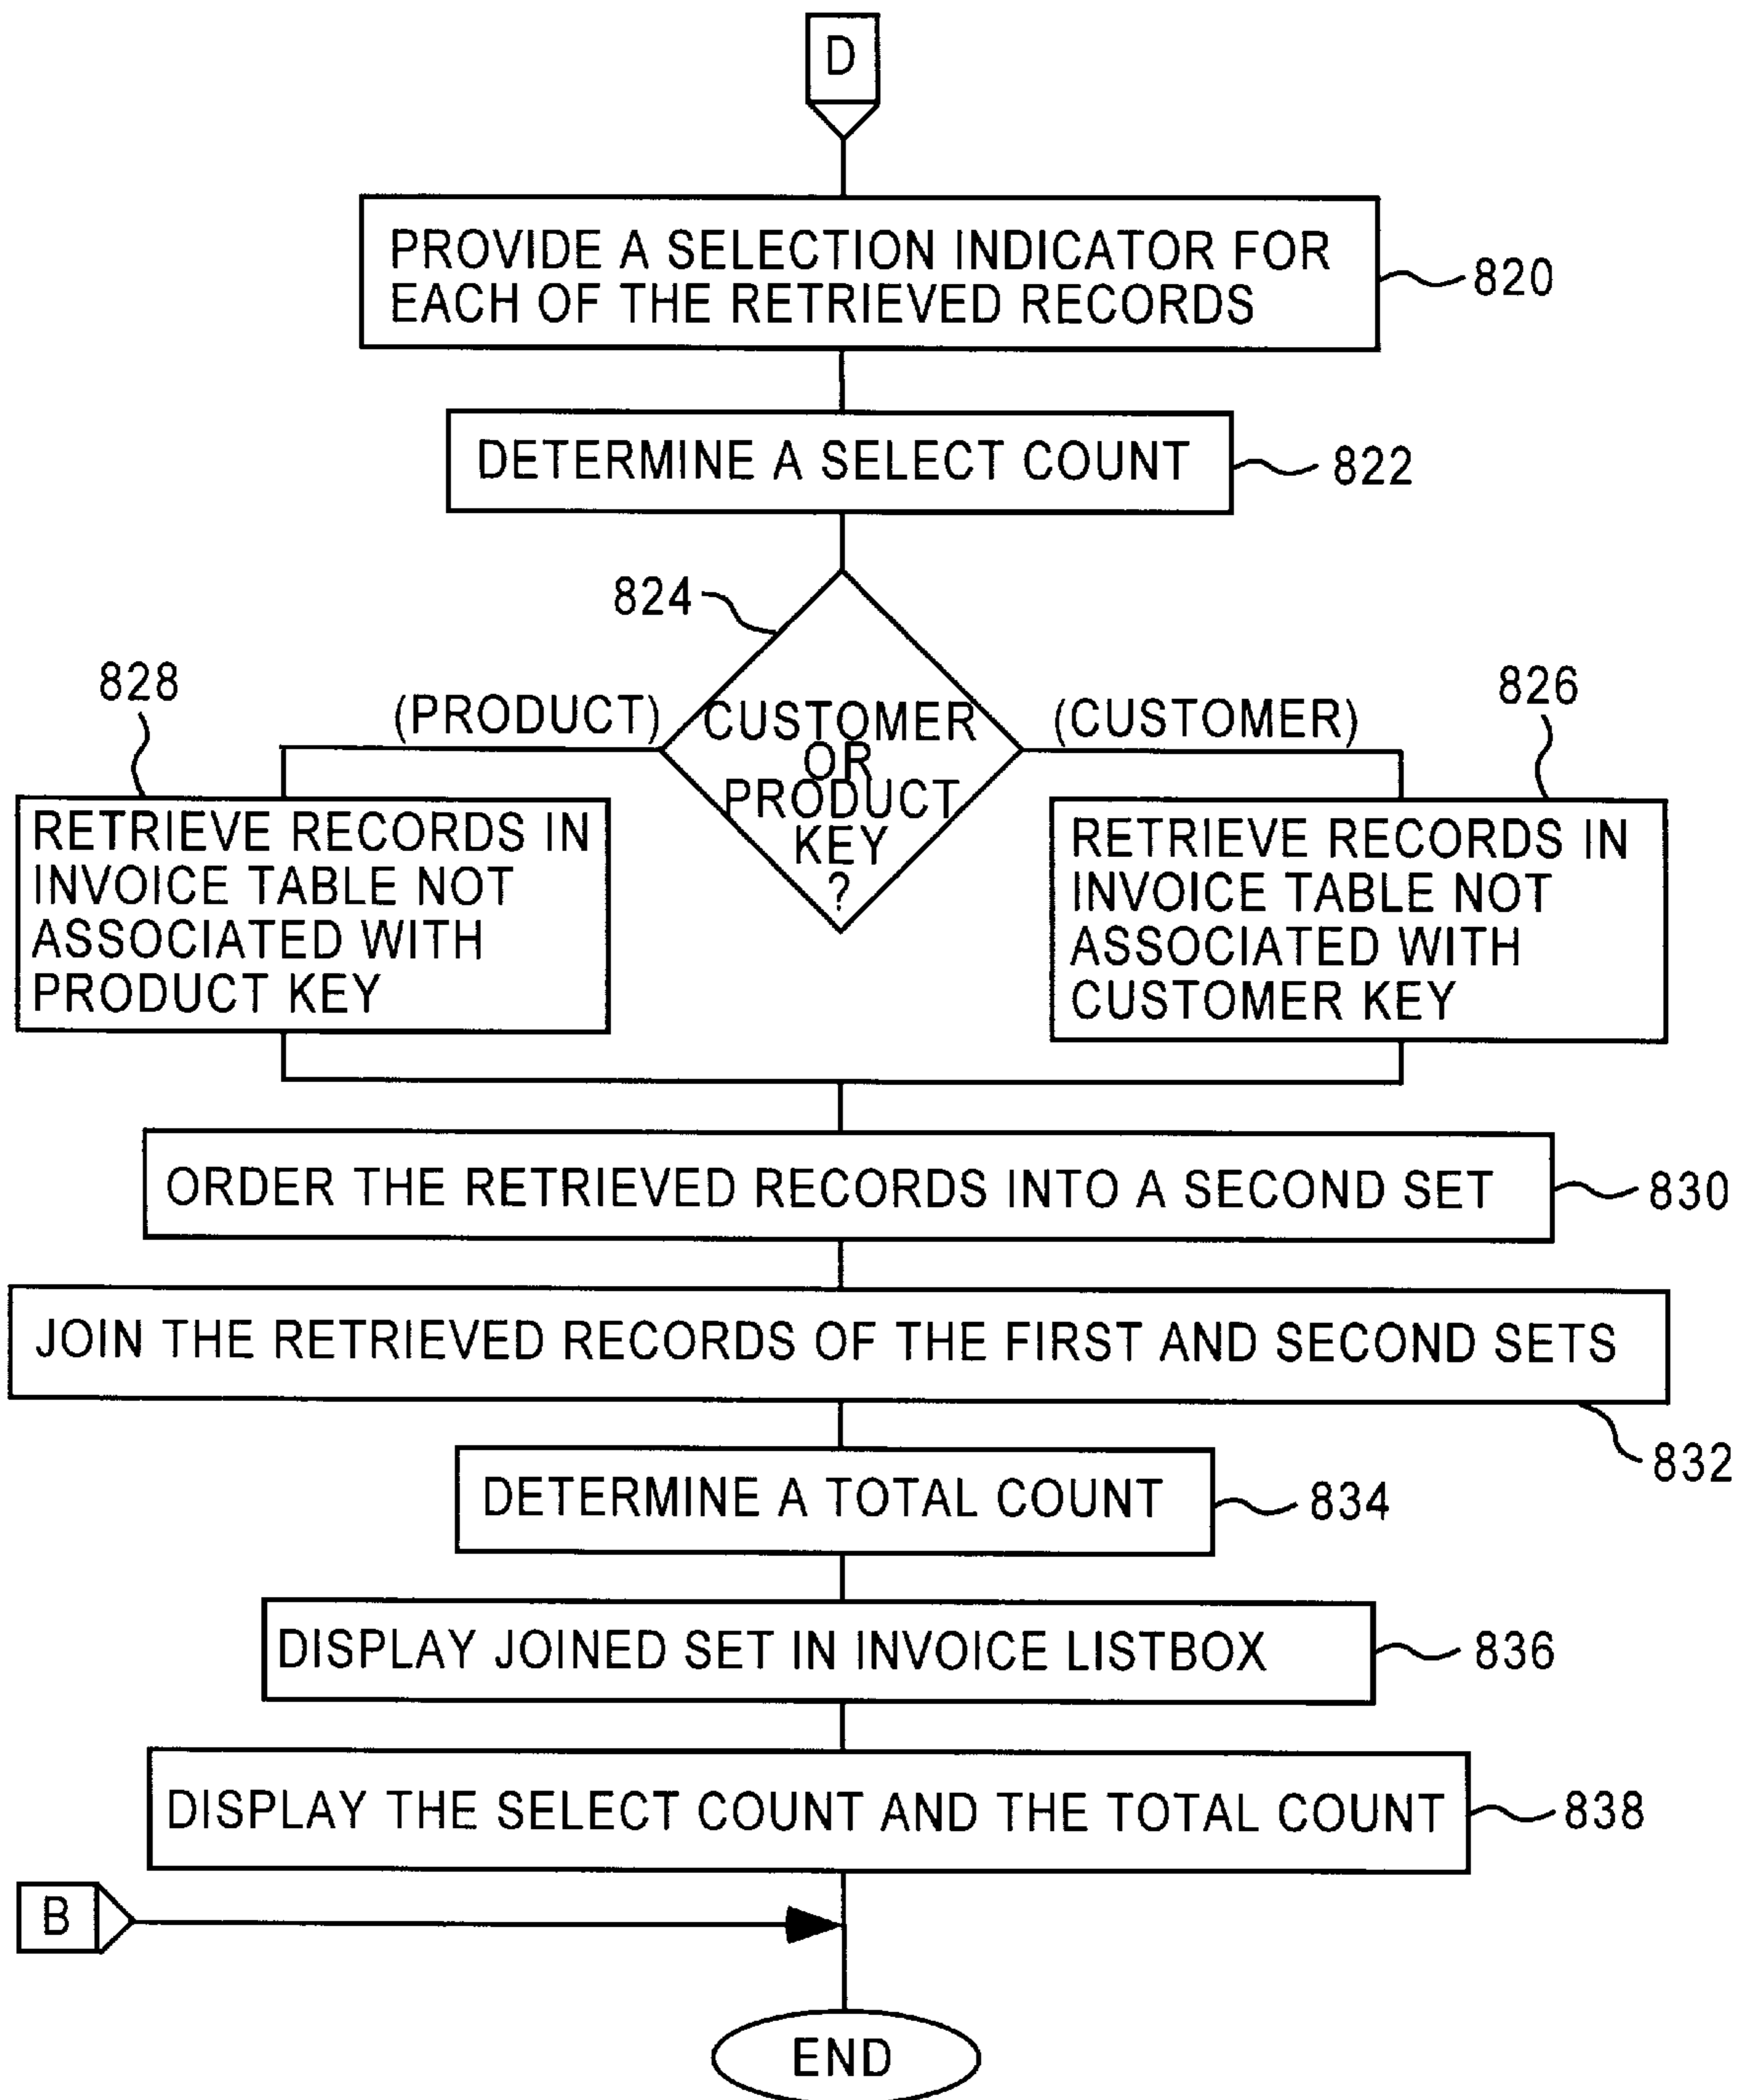 D
PROVIDE A SELECTION INDICATOR FOR
EACH OF THE RETRIEVED RECORDS
820
DETERMINE A SELECT COUNT
822
824
828
(PRODUCT)
CUSTOMER
OR
PRODUCT
KEY
?
(CUSTOMER)
826
RETRIEVE RECORDS IN
INVOICE TABLE NOT
ASSOCIATED WITH
PRODUCT KEY
RETRIEVE RECORDS IN
INVOICE TABLE NOT
ASSOCIATED WITH
CUSTOMER KEY
ORDER THE RETRIEVED RECORDS INTO A SECOND SET
830
JOIN THE RETRIEVED RECORDS OF THE FIRST AND SECOND SETS
832
DETERMINE A TOTAL COUNT
834
DISPLAY JOINED SET IN INVOICE LISTBOX
836
DISPLAY THE SELECT COUNT AND THE TOTAL COUNT
838
B
END